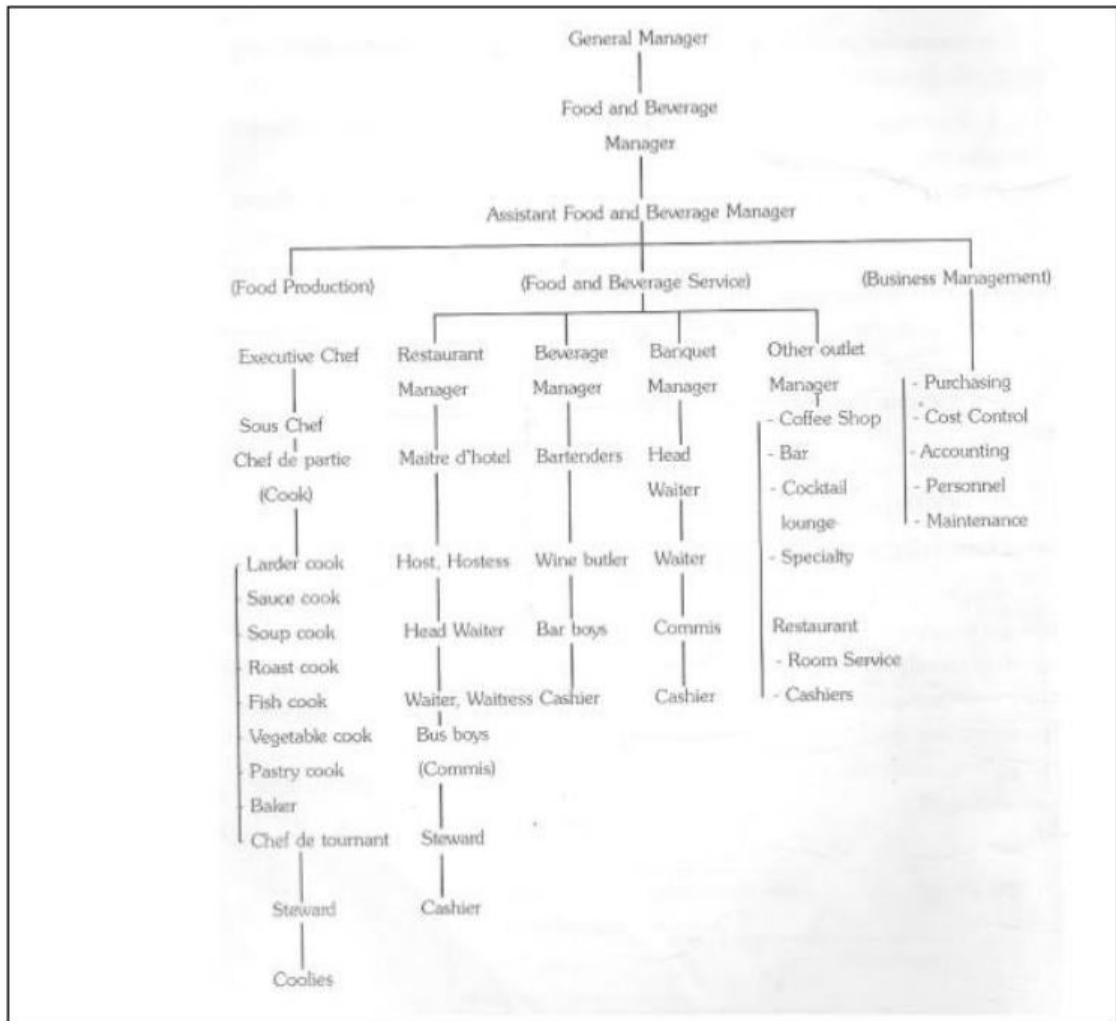 General Manager
Food and Beverage
Manager
Assistant Food and Beverage Manager
(Food Production)
(Food and Beverage Service)
(Business Management)
Executive Chef
Sous Chef
Chef de partie
(Cook)
- Larder cook
- Sauce cook
- Soup cook
- Roast cook
- Fish cook
- Vegetable cook
- Pastry cook
- Baker
- Chef de tournant
Steward
Coolies
Restaurant
Manager
Maitre d'hotel
Host, Hostess
Head Waiter
Waiter, Waitress
Bus boys
(Commis)
Steward
Cashier
Beverage
Manager
Bartenders
Wine butler
Bar boys
Cashier
Banquet
Manager
Head
Waiter
Waiter
Commis
Cashier
Other outlet
Manager
- Coffee Shop
- Bar
- Cocktail
lounge
- Specialty
Restaurant
- Room Service
- Cashiers
- Purchasing
- Cost Control
- Accounting
- Personnel
- Maintenance